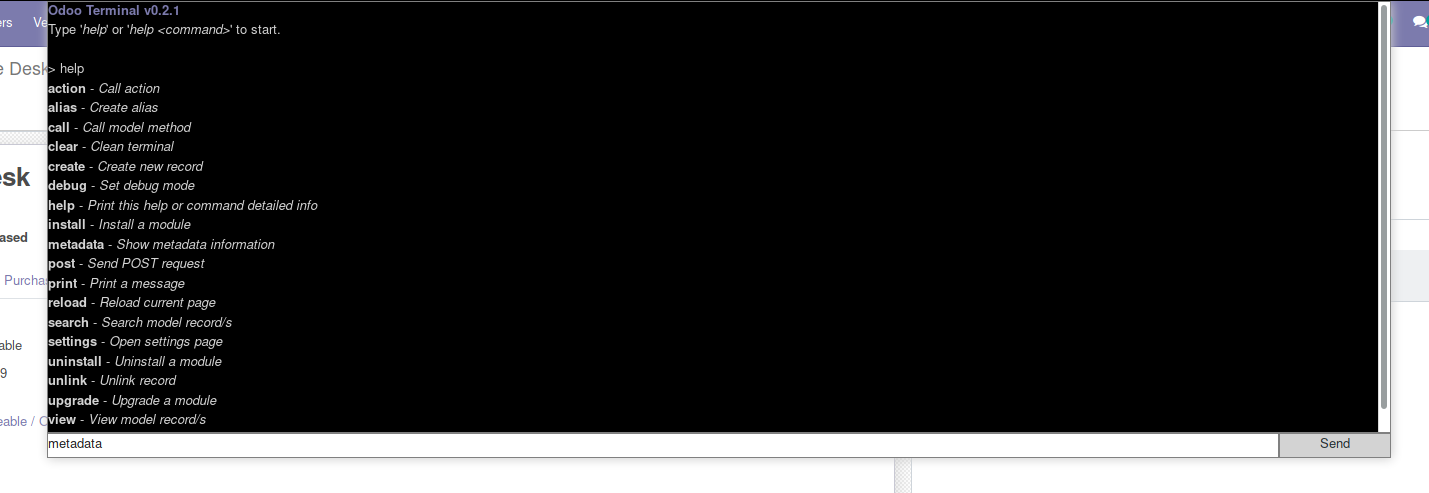 Odoo Terminal v0.2.1
Type 'help' or 'help <command>' to start.
> help
action - Call action
alias - Create alias
call - Call model method
clear - Clean terminal
create - Create new record
debug - Set debug mode
help - Print this help or command detailed info
install - Install a module
metadata - Show metadata information
post - Send POST request
print - Print a message
reload - Reload current page
search - Search model record/s
settings - Open settings page
uninstall - Uninstall a module
unlink - Unlink record
upgrade - Upgrade a module
view - View model record/s
metadata
Send
ers Ve
e Desk
esk
ased
Purcha
able
9
eable / C